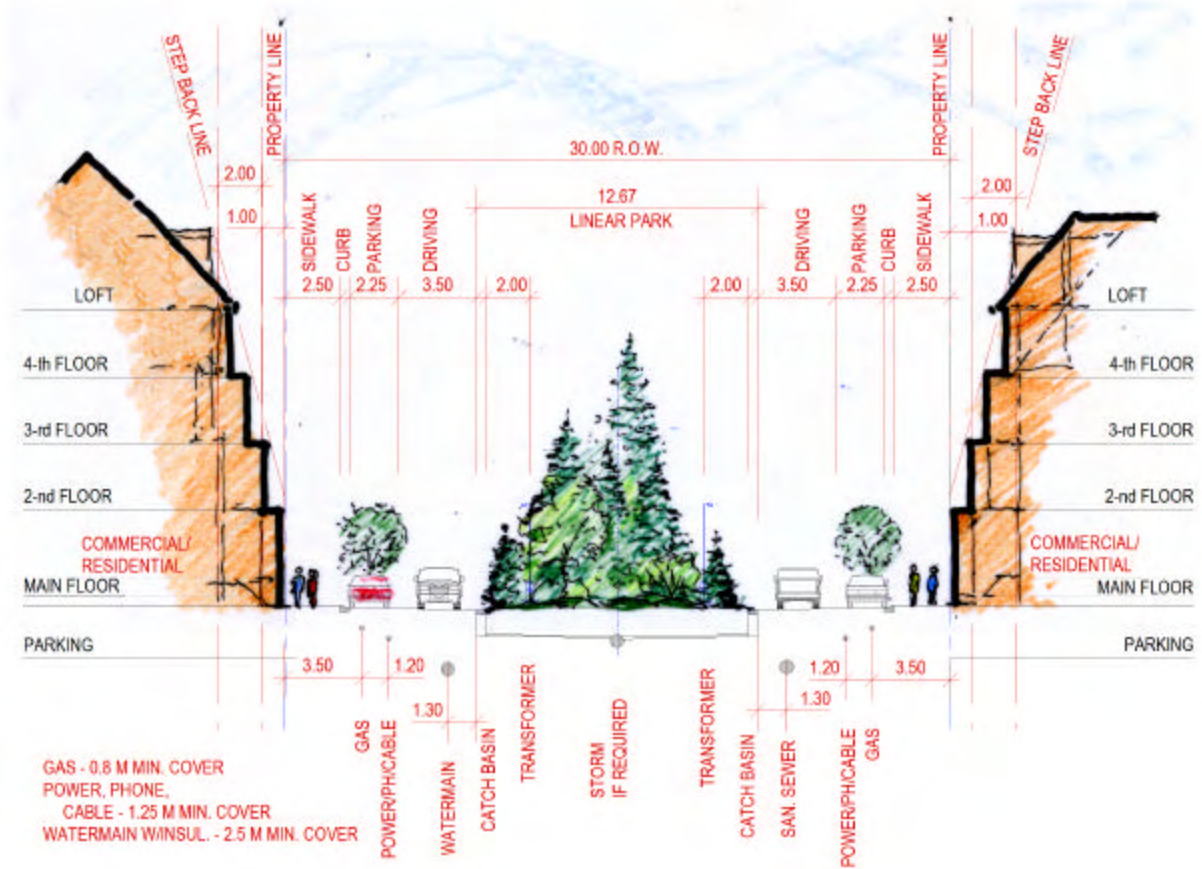 STEP BACK LINE
PROPERTY LINE
PROPERTY LINE
STEP BACK LINE
30.00 R.O.W.
2.00
12.67
2.00
1.00
LINEAR PARK
1.00
SIDEWALK
CURB
PARKING
DRIVING
DRIVING
PARKING
CURB
SIDEWALK
2.50
2.25
3.50
2.00
2.00
3.50
2.25
2.50
LOFT
LOFT
4-th FLOOR
4-th FLOOR
3-rd FLOOR
3-rd FLOOR
2-nd FLOOR
2-nd FLOOR
COMMERCIAL/
RESIDENTIAL
COMMERCIAL/
RESIDENTIAL
MAIN FLOOR
MAIN FLOOR
PARKING
PARKING
3.50
1.20
1.20
3.50
1.30
1.30
GAS
POWER/PH/CABLE
WATERMAIN
CATCH BASIN
TRANSFORMER
STORM
IF REQUIRED
TRANSFORMER
CATCH BASIN
SAN. SEWER
POWER/PH/CABLE
GAS
GAS - 0.8 M MIN. COVER
POWER, PHONE,
CABLE - 1.25 M MIN. COVER
WATERMAIN W/INSUL. - 2.5 M MIN. COVER